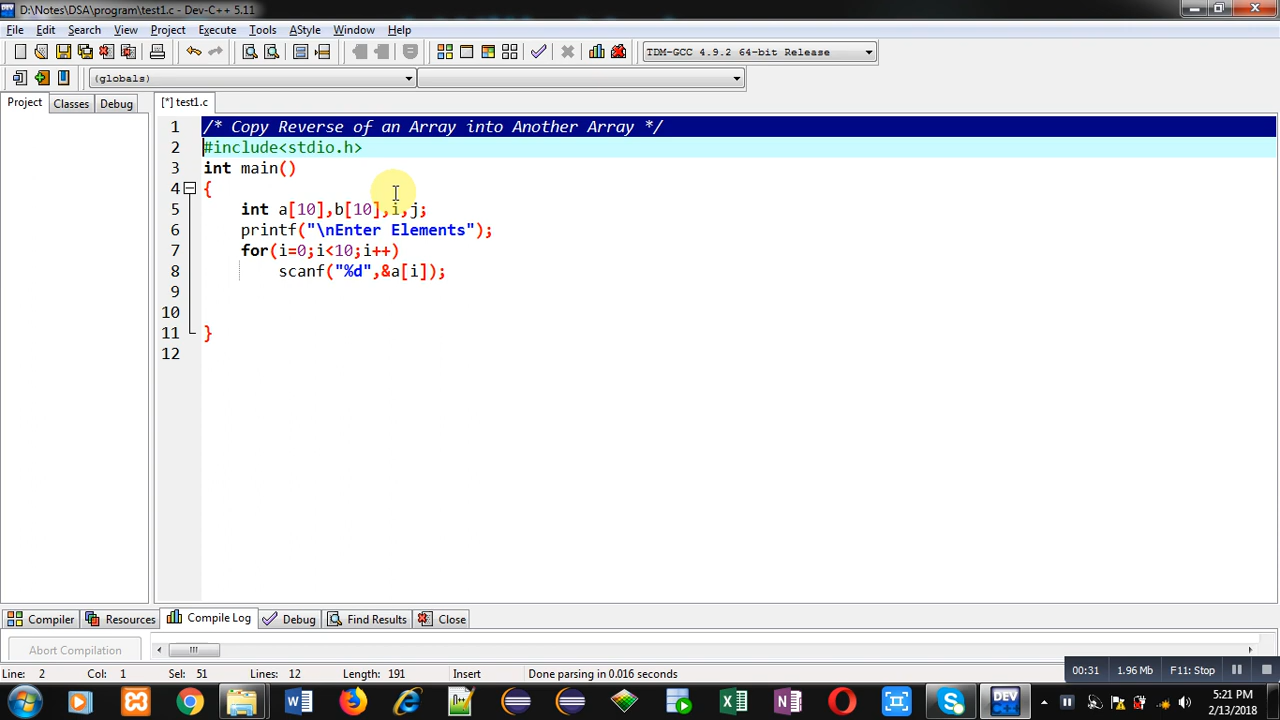 D:\Notes\DSA\program\test1.c - Dev-C++ 5.11
File Edit Search View Project Execute Tools AStyle Window Help
TDM-GCC 4.9.2 64-bit Release
(globals)
Project Classes Debug
[*] test1.c
1 /* Copy Reverse of an Array into Another Array */
2 #include<stdio.h>
3 int main()
4 {
5 int a[10],b[10],i,j;
6 printf("\nEnter Elements");
7 for(i=0;i<10;i++)
8 scanf("%d",&a[i]);
9
10
11 }
12
Compiler Resources Compile Log Debug Find Results Close
Abort Compilation
Line: 2 Col: 1 Sel: 51 Lines: 12 Length: 191 Insert Done parsing in 0.016 seconds
00:31 1.96 Mb F11: Stop
DEV
5:21 PM
2/13/2018